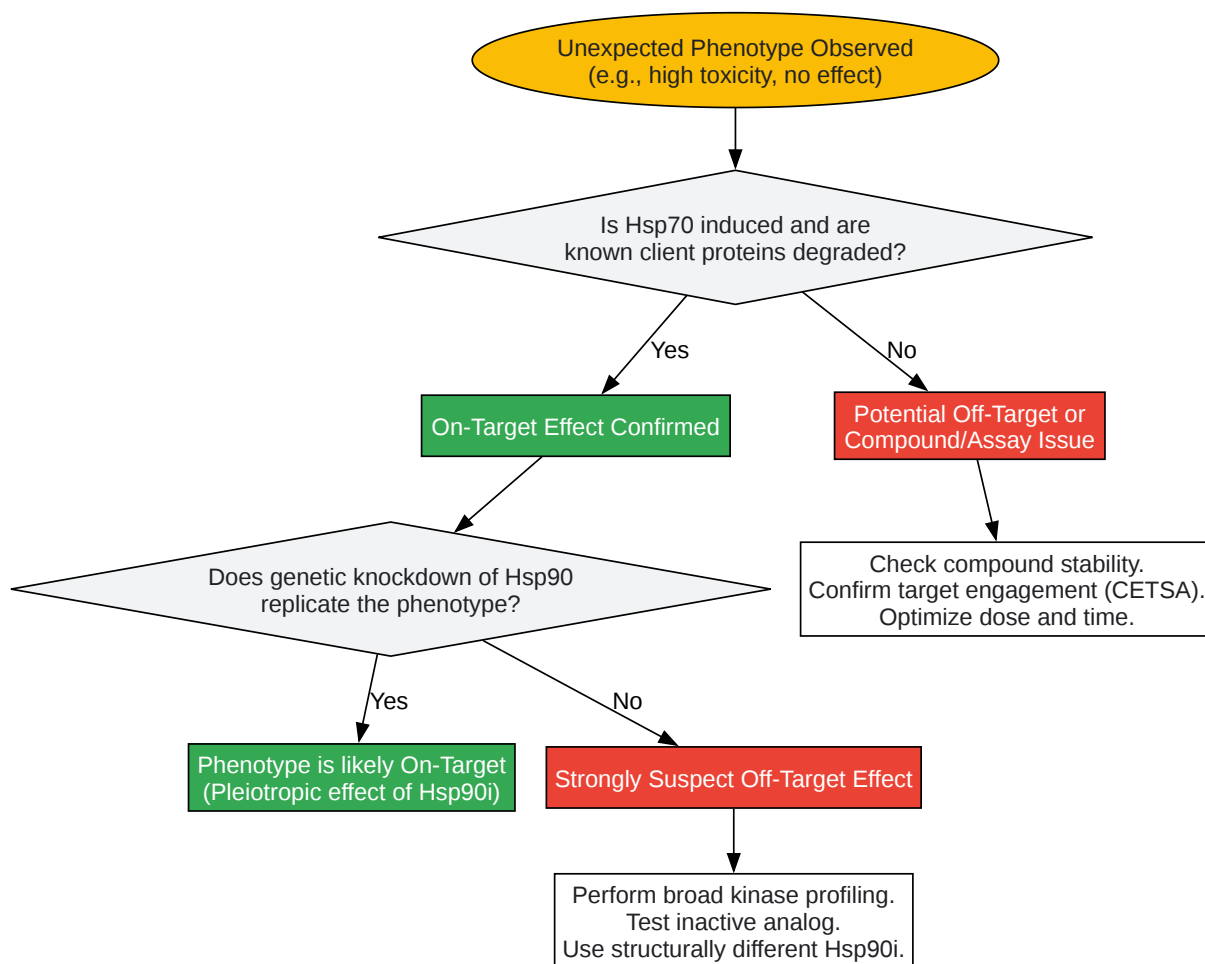 Unexpected Phenotype Observed
(e.g., high toxicity, no effect)
Is Hsp70 induced and are
known client proteins degraded?
Yes
No
On-Target Effect Confirmed
Potential Off-Target or
Compound/Assay Issue
Does genetic knockdown of Hsp90
replicate the phenotype?
Check compound stability.
Confirm target engagement (CETSA).
Optimize dose and time.
Yes
No
Phenotype is likely On-Target
(Pleiotropic effect of Hsp90i)
Strongly Suspect Off-Target Effect
Perform broad kinase profiling.
Test inactive analog.
Use structurally different Hsp90i.